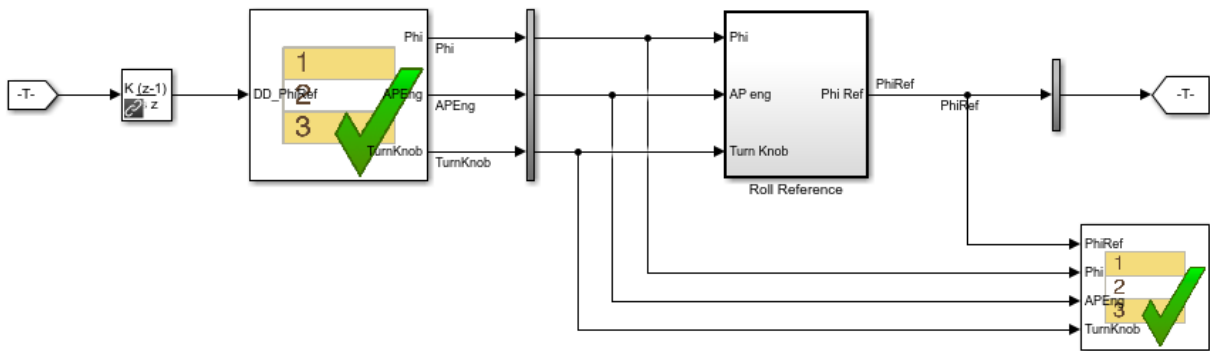 -T-
K (z-1)
s z
DD_PhiRef
1
2
3
Phi
APEng
TurnKnob
Phi
APEng
TurnKnob
Phi
AP eng
Turn Knob
Phi Ref
Roll Reference
PhiRef
PhiRef
-T-
PhiRef
Phi
APEng
TurnKnob
1
2
3